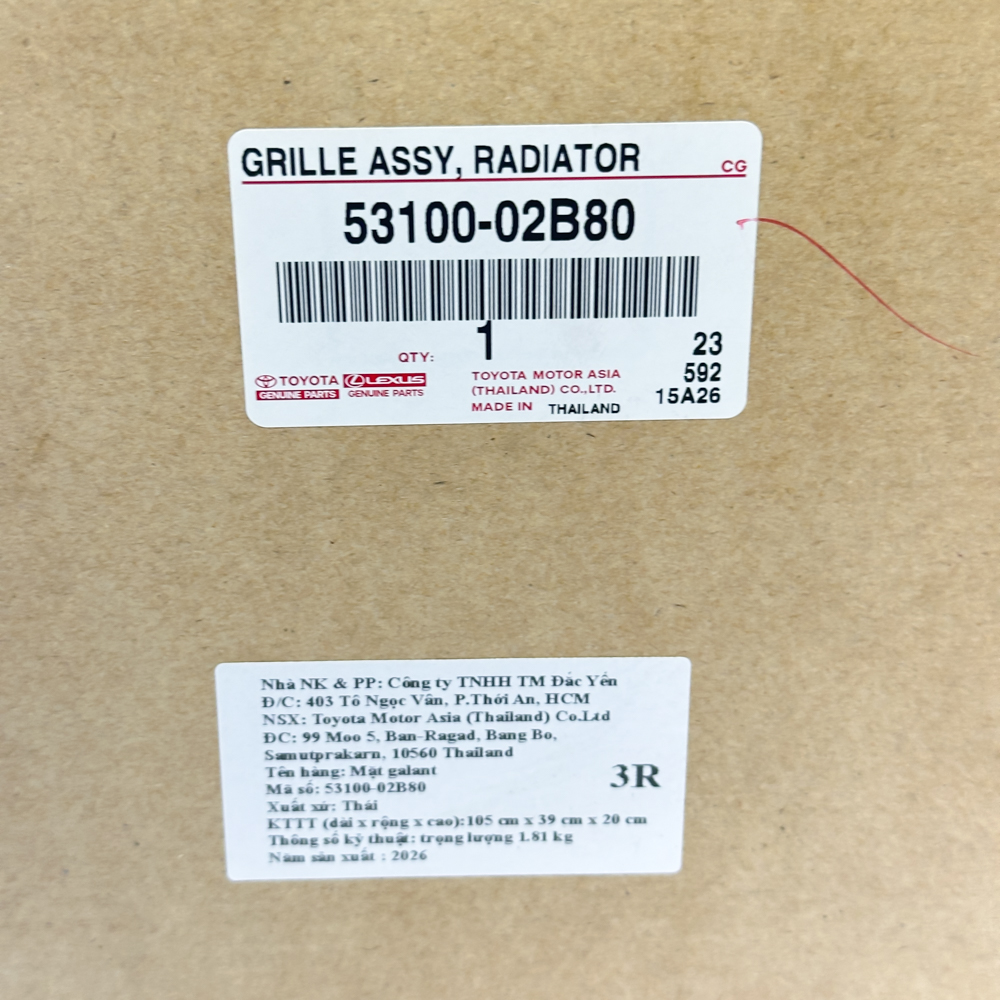 GRILLE ASSY, RADIATOR CG
53100-02B80
QTY: 1
23
592
15A26
TOYOTA LEXUS
GENUINE PARTS GENUINE PARTS
TOYOTA MOTOR ASIA
(THAILAND) CO.,LTD.
MADE IN THAILAND
Nhà NK & PP: Công ty TNHH TM Đắc Yến
Đ/C: 403 Tô Ngọc Vân, P.Thới An, HCM
NSX: Toyota Motor Asia (Thailand) Co.Ltd
ĐC: 99 Moo 5, Ban-Ragad, Bang Bo,
Samutprakarn, 10560 Thailand
Tên hàng: Mặt galant
Mã số: 53100-02B80
3R
Xuất xứ: Thái
KTTT (dài x rộng x cao):105 cm x 39 cm x 20 cm
Thông số kỹ thuật: trọng lượng 1.81 kg
Năm sản xuất : 2026